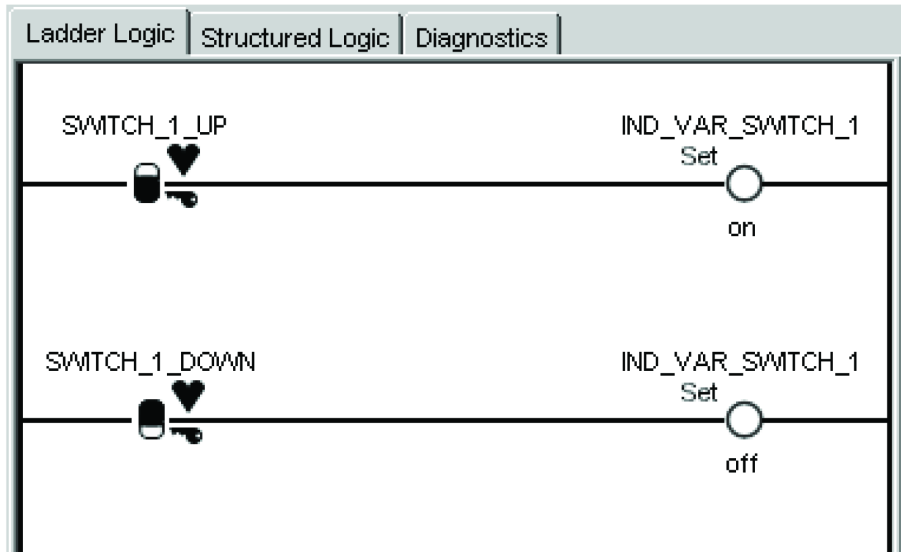 Ladder Logic Structured Logic Diagnostics
SWITCH_1_UP IND_VAR_SWITCH_1
Set
on
SWITCH_1_DOWN IND_VAR_SWITCH_1
Set
off